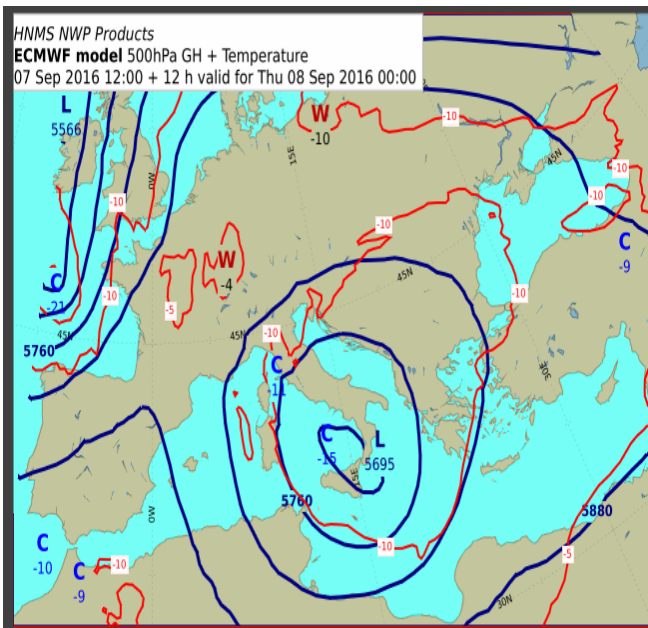 HNMS NWP Products
ECMWF model 500hPa GH + Temperature
07 Sep 2016 12:00 + 12 h valid for Thu 08 Sep 2016 00:00
L
5566
W
-10
-10
15E
45N
-10
0W
-10
-10
C
-9
-10
W
-4
45N
C
-21
-10
-5
-10
45N
5760
45N
-10
30E
C
-11
C
-15
L
5695
15E
5760
0W
5880
C
-10
C
-9
-10
-10
-5
30N